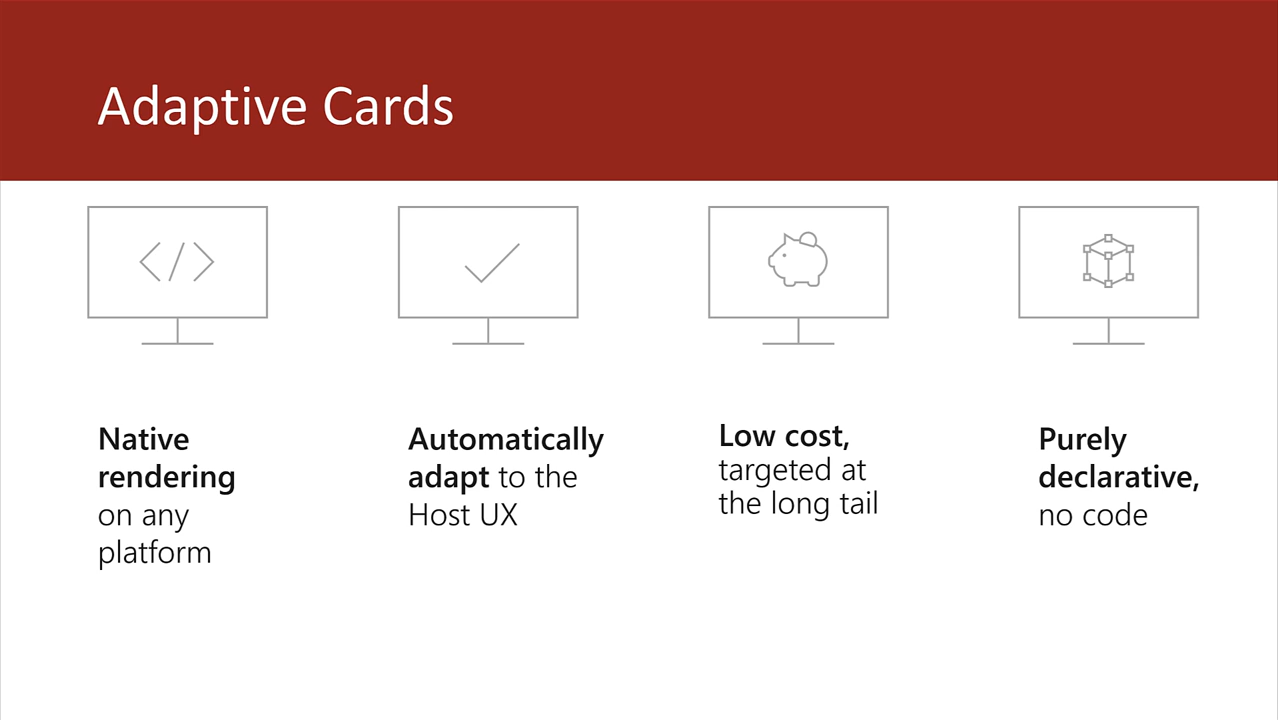 Adaptive Cards
Native
rendering
on any
platform
Automatically
adapt to the
Host UX
Low cost,
targeted at
the long tail
Purely
declarative,
no code